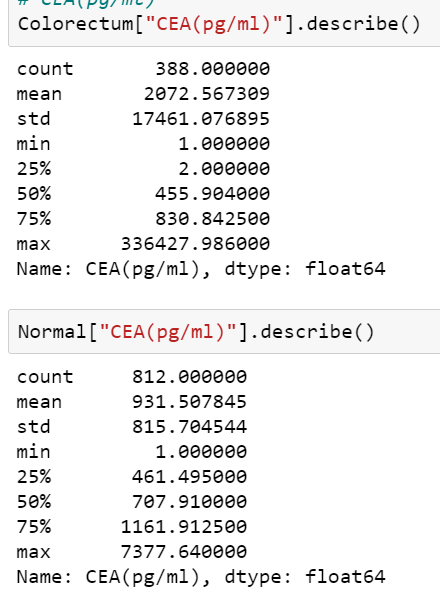 # CEA(pg/ml)
Colorectum["CEA(pg/ml)"].describe()
count 388.000000
mean 2072.567309
std 17461.076895
min 1.000000
25% 2.000000
50% 455.904000
75% 830.842500
max 336427.986000
Name: CEA(pg/ml), dtype: float64
Normal["CEA(pg/ml)"].describe()
count 812.000000
mean 931.507845
std 815.704544
min 1.000000
25% 461.495000
50% 707.910000
75% 1161.912500
max 7377.640000
Name: CEA(pg/ml), dtype: float64